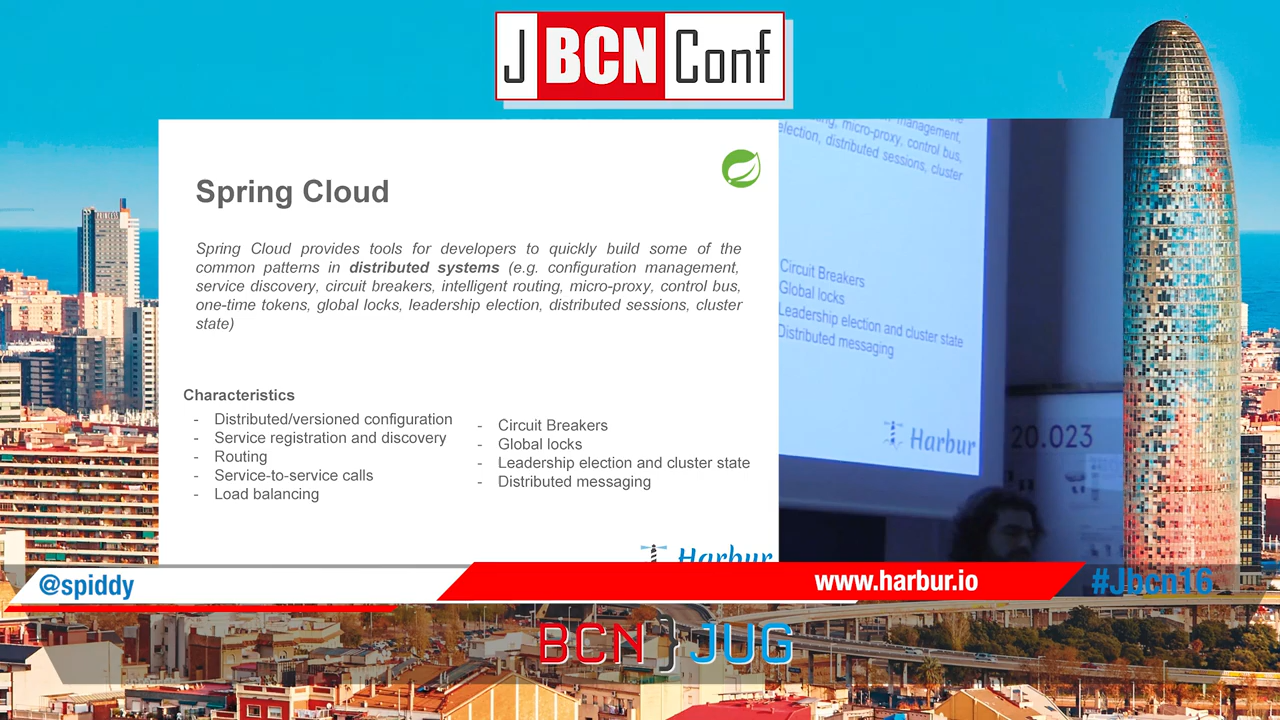 J BCN Conf
Spring Cloud
Spring Cloud provides tools for developers to quickly build some of the
common patterns in distributed systems (e.g. configuration management,
service discovery, circuit breakers, intelligent routing, micro-proxy, control bus,
one-time tokens, global locks, leadership election, distributed sessions, cluster
state)
Characteristics
- Distributed/versioned configuration
- Service registration and discovery
- Routing
- Service-to-service calls
- Load balancing
- Circuit Breakers
- Global locks
- Leadership election and cluster state
- Distributed messaging
Harbur
management,
micro-proxy, control bus,
election, distributed sessions, cluster
Circuit Breakers
Global locks
Leadership election and cluster state
Distributed messaging
Harbur
20.023
@spiddy
www.harbur.io
#Jbcn16
BCN } JUG